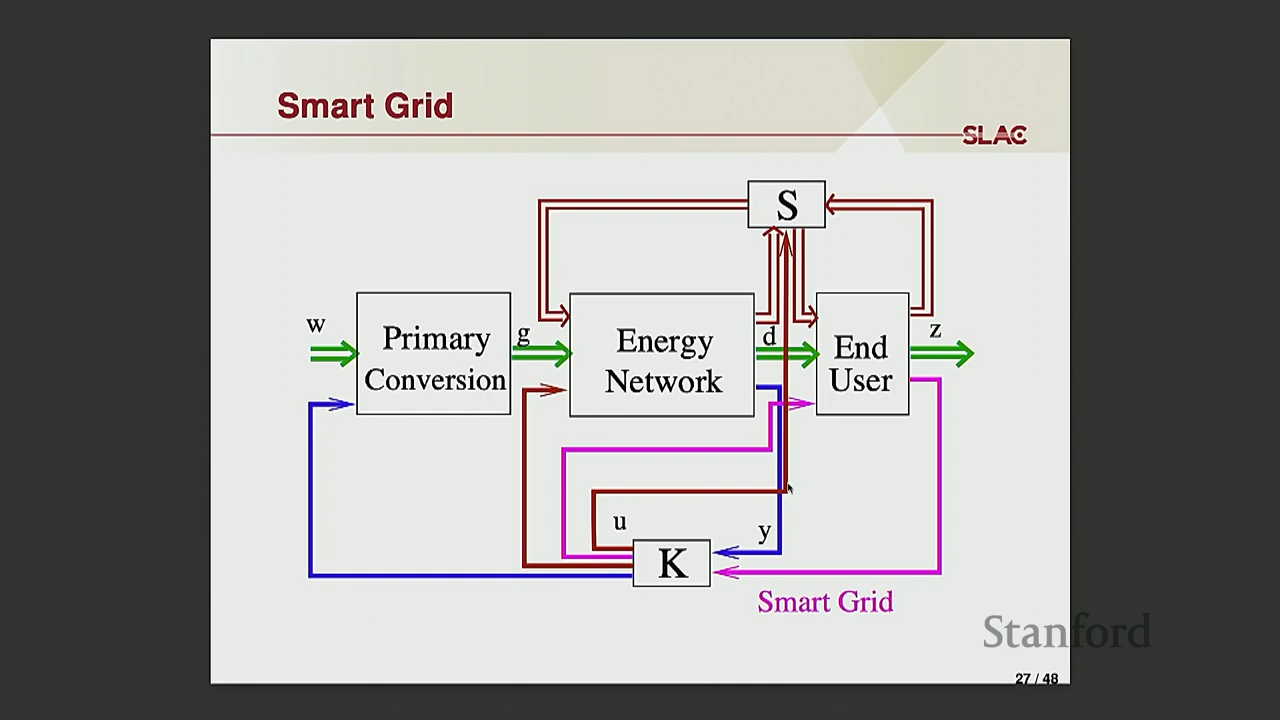 Smart Grid
SLAC
S
w
Primary
Conversion
g
Energy
Network
d
End
User
z
u
y
K
Smart Grid
Stanford
27 / 48